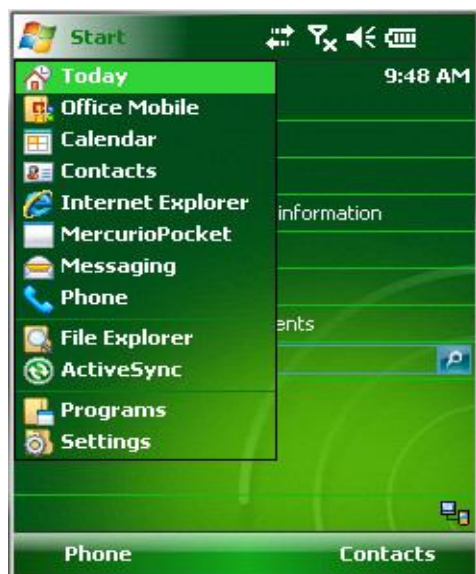 Start
Today
9:48 AM
Office Mobile
Calendar
Contacts
Internet Explorer
information
MercurioPocket
Messaging
Phone
ents
File Explorer
ActiveSync
Programs
Settings
Phone
Contacts